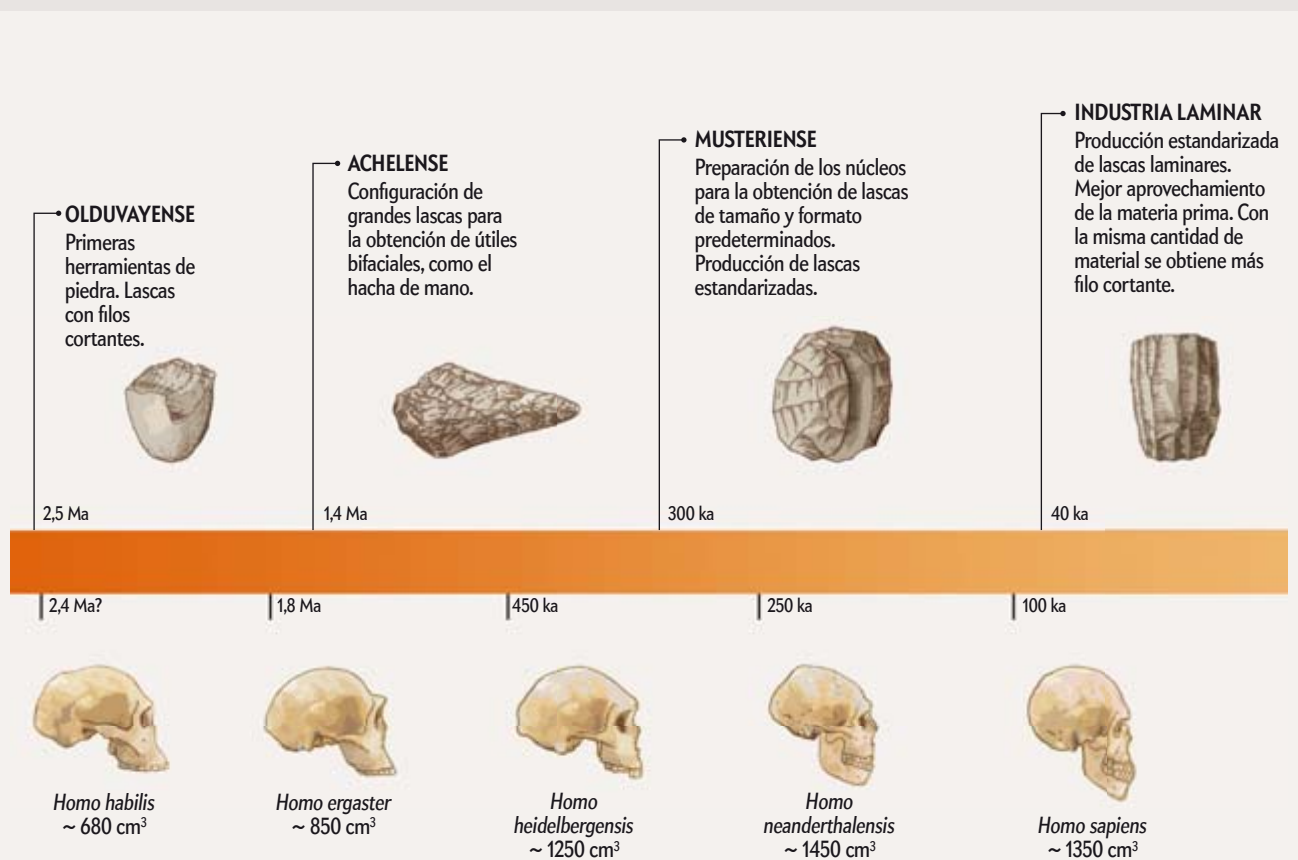 OLDUVAYENSE
Primeras
herramientas de
piedra. Lascas
con filos
cortantes.
ACHELENSE
Configuración de
grandes lascas para
la obtención de útiles
bifaciales, como el
hacha de mano.
MUSTERIENSE
Preparación de los núcleos
para la obtención de lascas
de tamaño y formato
predeterminados.
Producción de lascas
estandarizadas.
INDUSTRIA LAMINAR
Producción estandarizada
de lascas laminares.
Mejor aprovechamiento
de la materia prima. Con
la misma cantidad de
material se obtiene más
filo cortante.
2,5 Ma
1,4 Ma
300 ka
40 ka
2,4 Ma?
1,8 Ma
450 ka
250 ka
100 ka
Homo habilis
~ 680 cm³
Homo ergaster
~ 850 cm³
Homo
heidelbergensis
~ 1250 cm³
Homo
neanderthalensis
~ 1450 cm³
Homo sapiens
~ 1350 cm³